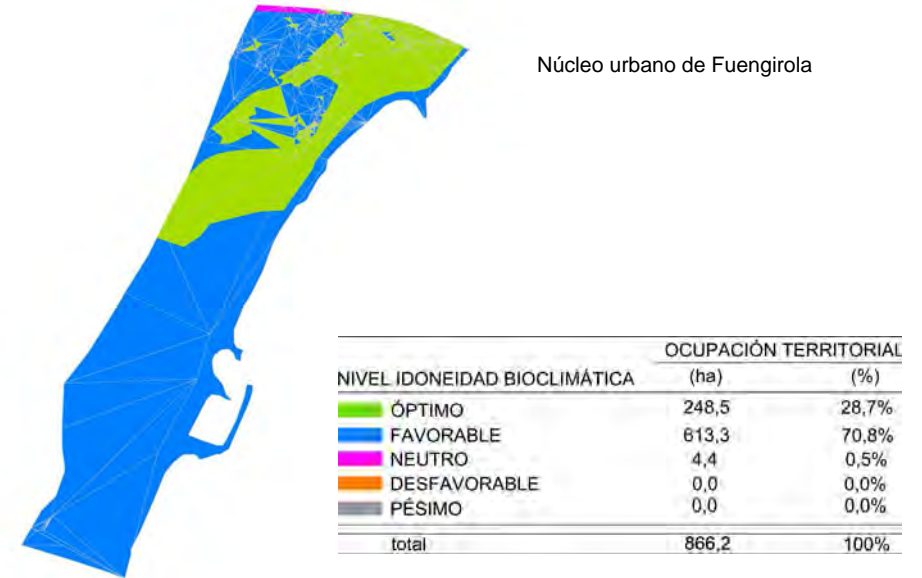 Núcleo urbano de Fuengirola
OCUPACIÓN TERRITORIAL
NIVEL IDONEIDAD BIOCLIMÁTICA (ha) (%)
ÓPTIMO 248,5 28,7%
FAVORABLE 613,3 70,8%
NEUTRO 4,4 0,5%
DESFAVORABLE 0,0 0,0%
PÉSIMO 0,0 0,0%
total 866,2 100%